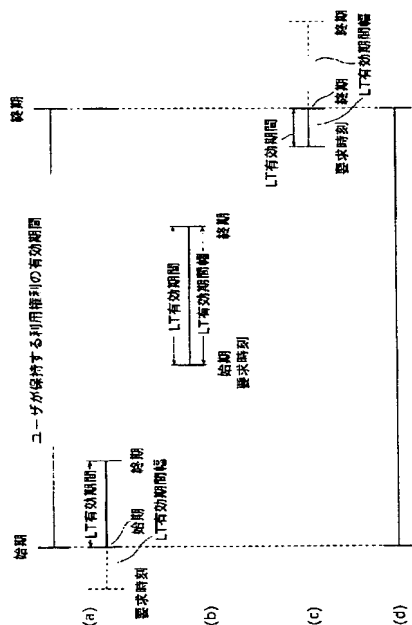 ユーザが保持する利用権利の有効期間
始期
終期
(a)
LT有効期間
要求時刻
始期
終期
LT有効期間幅
(b)
LT有効期間
LT有効期間幅
始期
要求時刻
終期
(c)
LT有効期間
要求時刻
終期
LT有効期間幅
終期
(d)